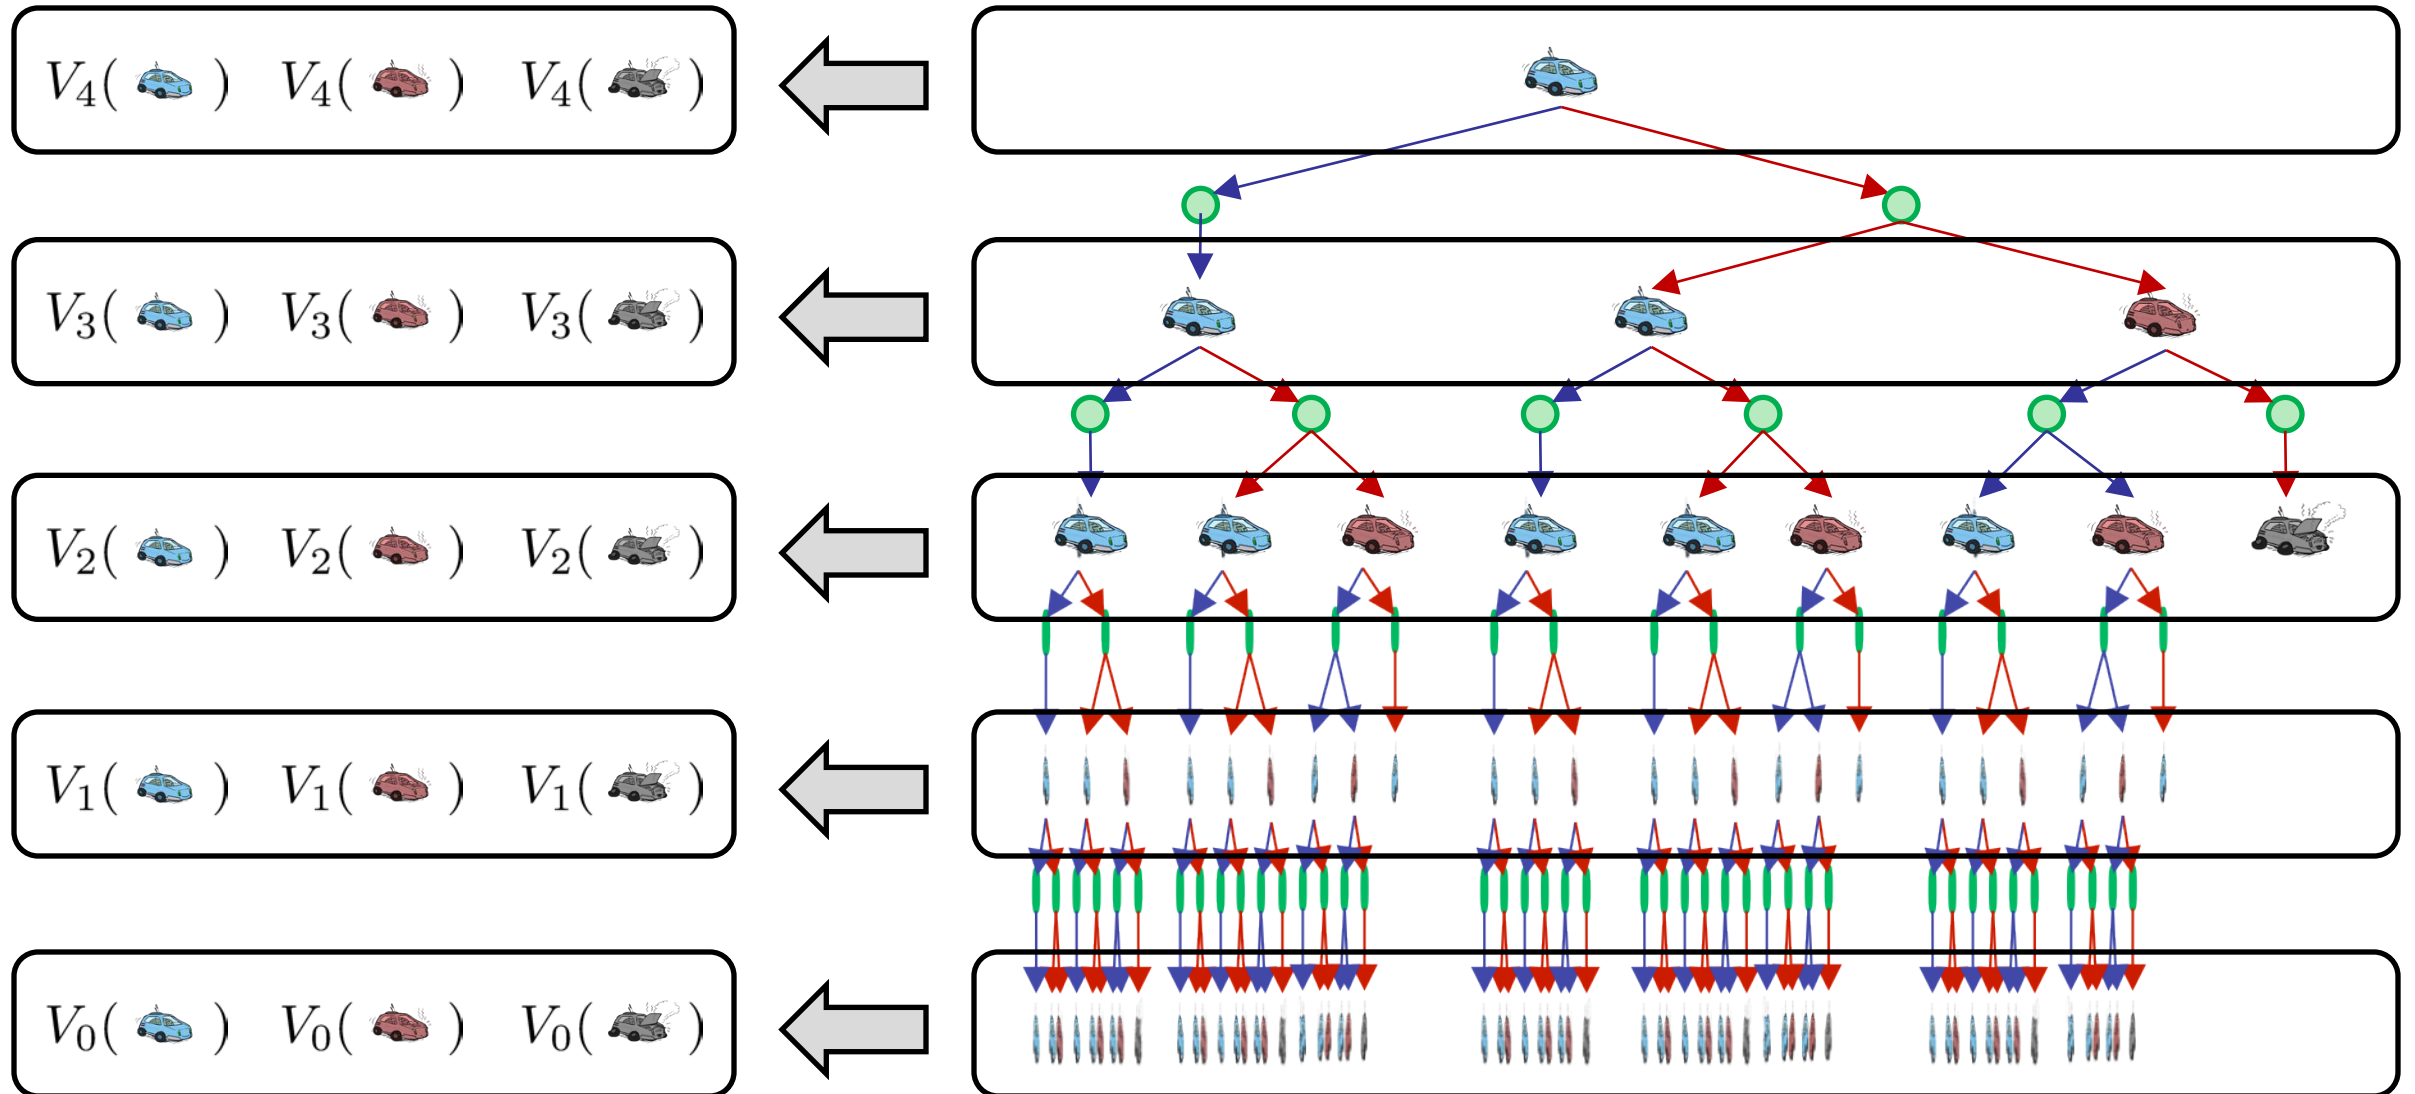 V₄( ) V₄( ) V₄( )
V₃( ) V₃( ) V₃( )
V₂( ) V₂( ) V₂( )
V₁( ) V₁( ) V₁( )
V₀( ) V₀( ) V₀( )